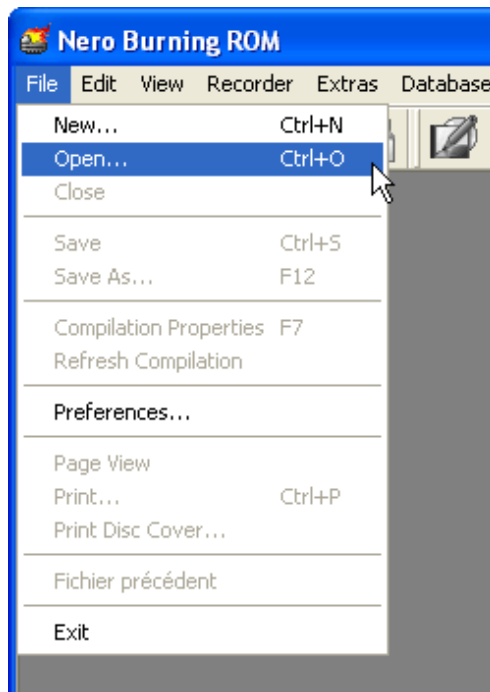 Nero Burning ROM
File Edit View Recorder Extras Database
New... Ctrl+N
Open... Ctrl+O
Close
Save Ctrl+S
Save As... F12
Compilation Properties F7
Refresh Compilation
Preferences...
Page View
Print... Ctrl+P
Print Disc Cover...
Fichier précédent
Exit